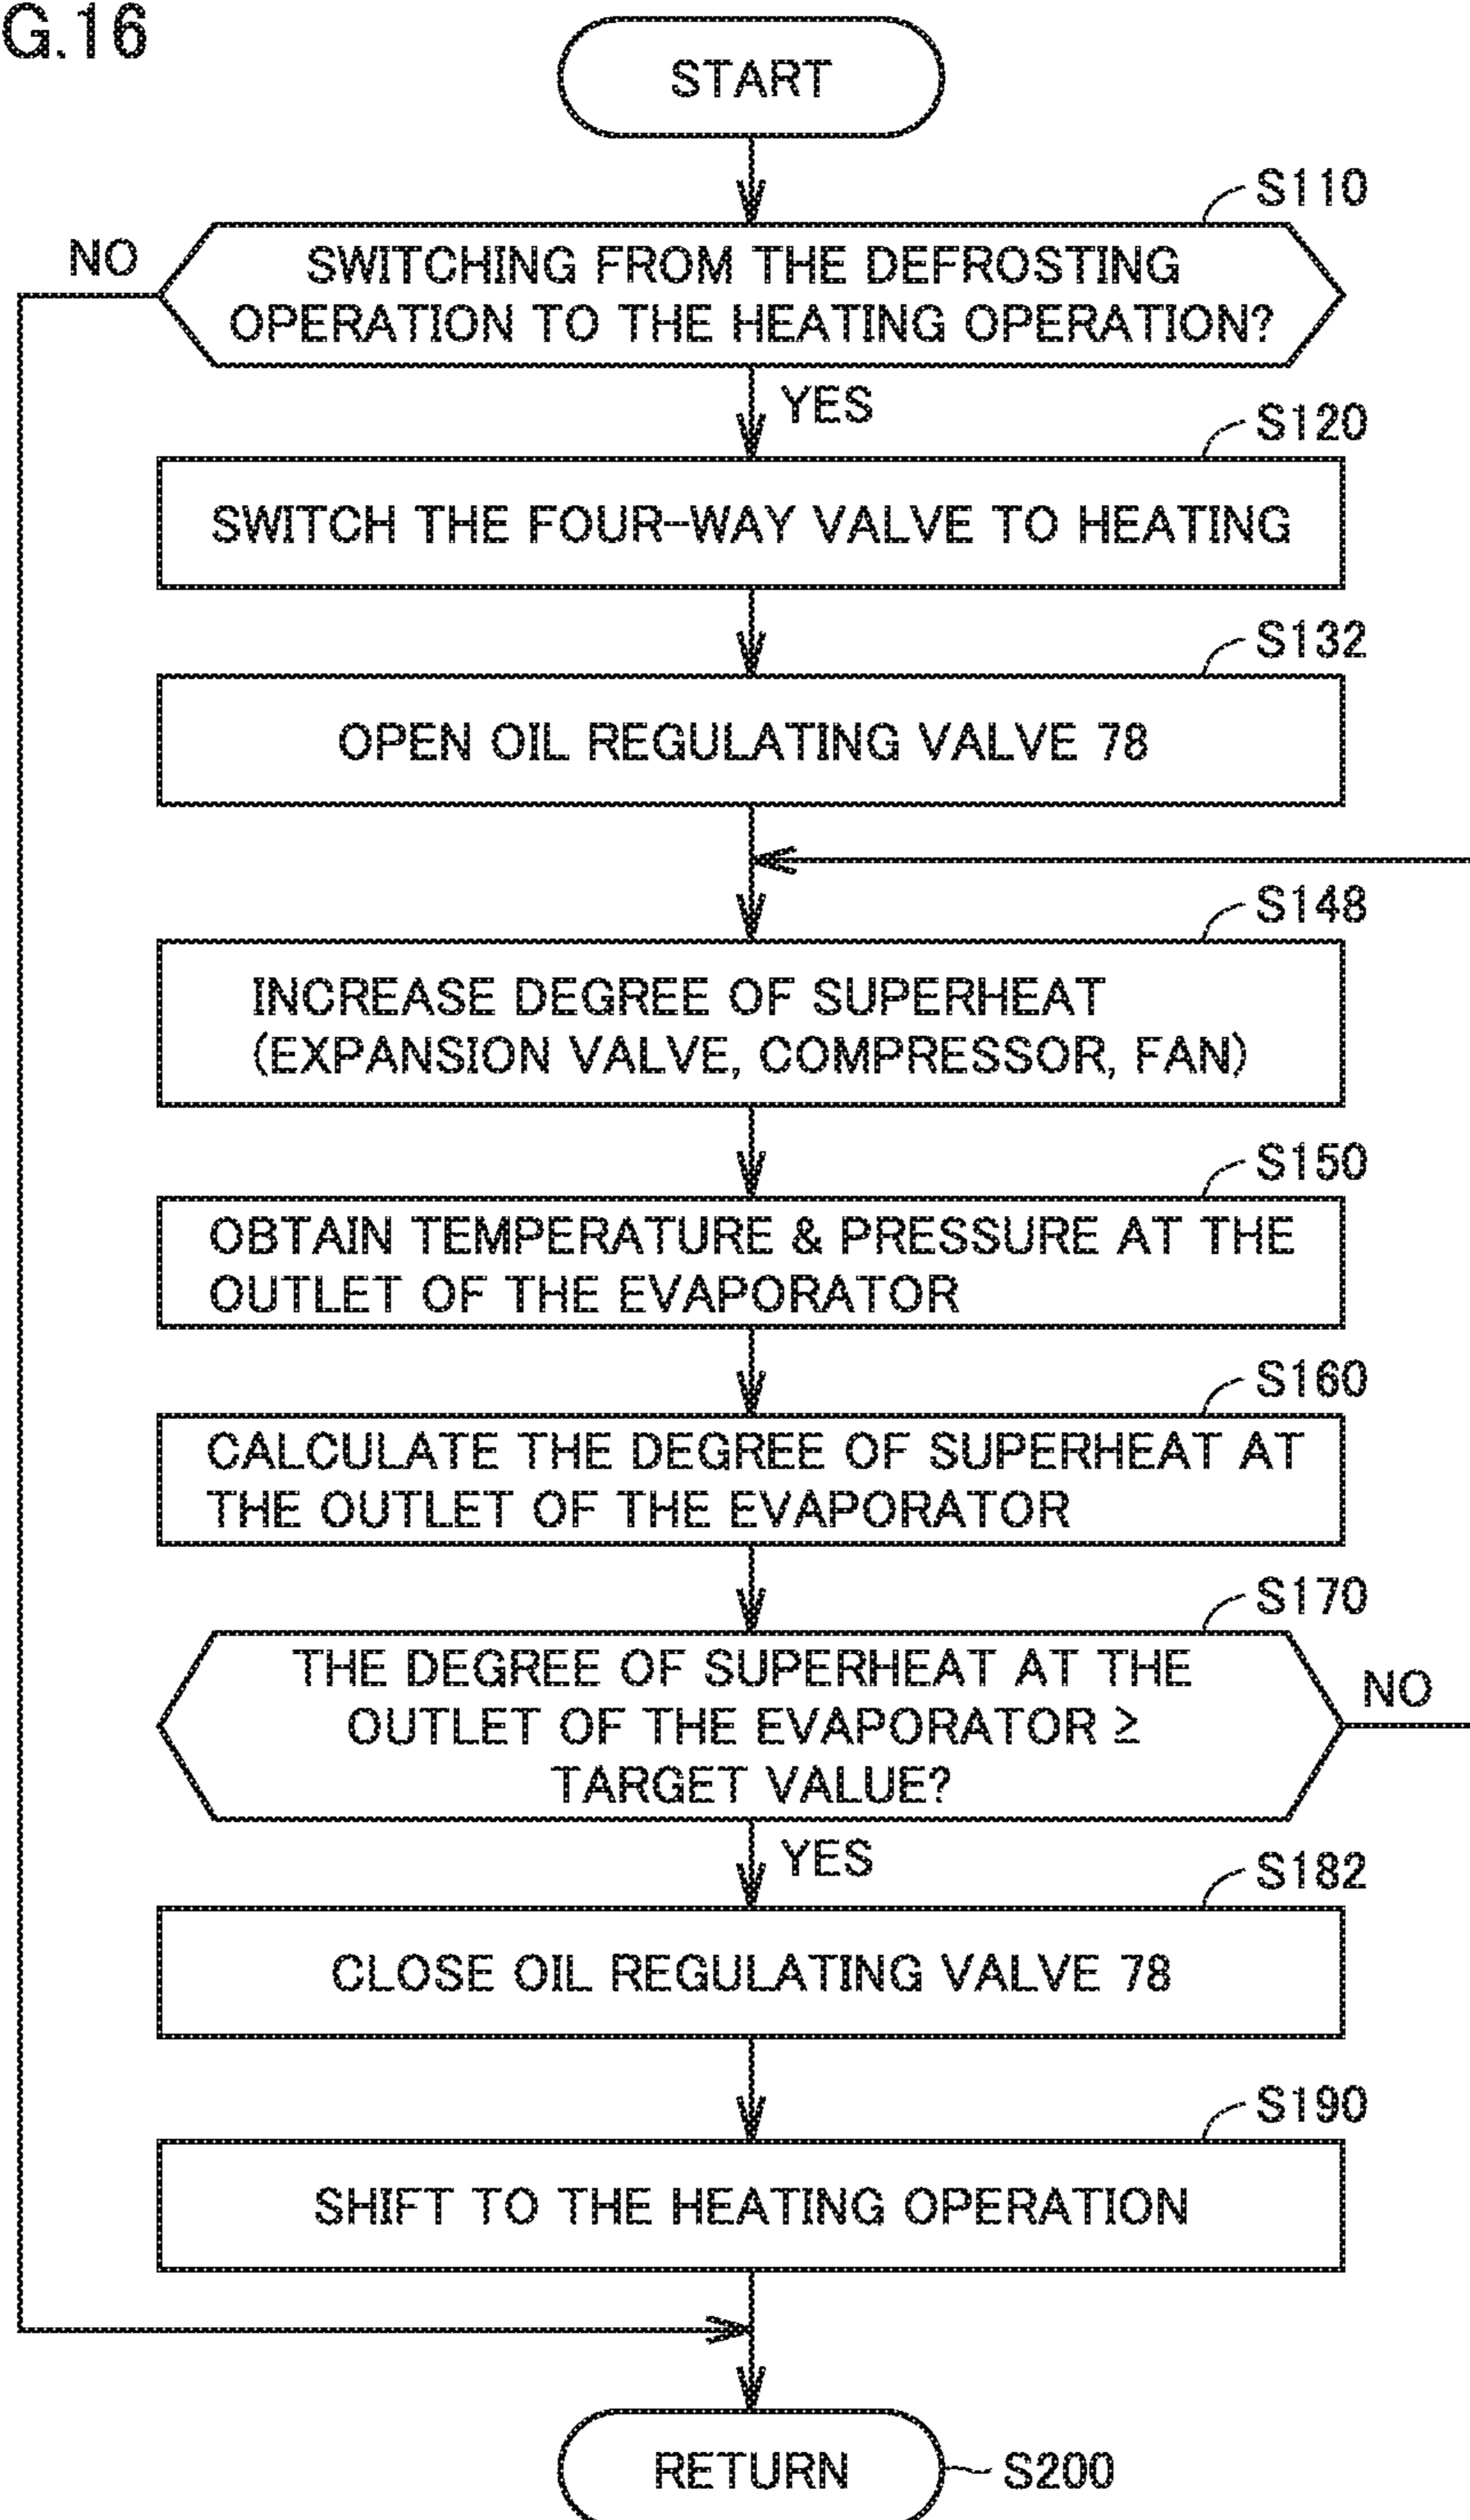 G.16
START
S110
NO
SWITCHING FROM THE DEFROSTING
OPERATION TO THE HEATING OPERATION?
YES
S120
SWITCH THE FOUR-WAY VALVE TO HEATING
S132
OPEN OIL REGULATING VALVE 78
S148
INCREASE DEGREE OF SUPERHEAT
(EXPANSION VALVE, COMPRESSOR, FAN)
S150
OBTAIN TEMPERATURE & PRESSURE AT THE
OUTLET OF THE EVAPORATOR
S160
CALCULATE THE DEGREE OF SUPERHEAT AT
THE OUTLET OF THE EVAPORATOR
S170
THE DEGREE OF SUPERHEAT AT THE
OUTLET OF THE EVAPORATOR ≥
TARGET VALUE?
NO
YES
S182
CLOSE OIL REGULATING VALVE 78
S190
SHIFT TO THE HEATING OPERATION
RETURN
S200